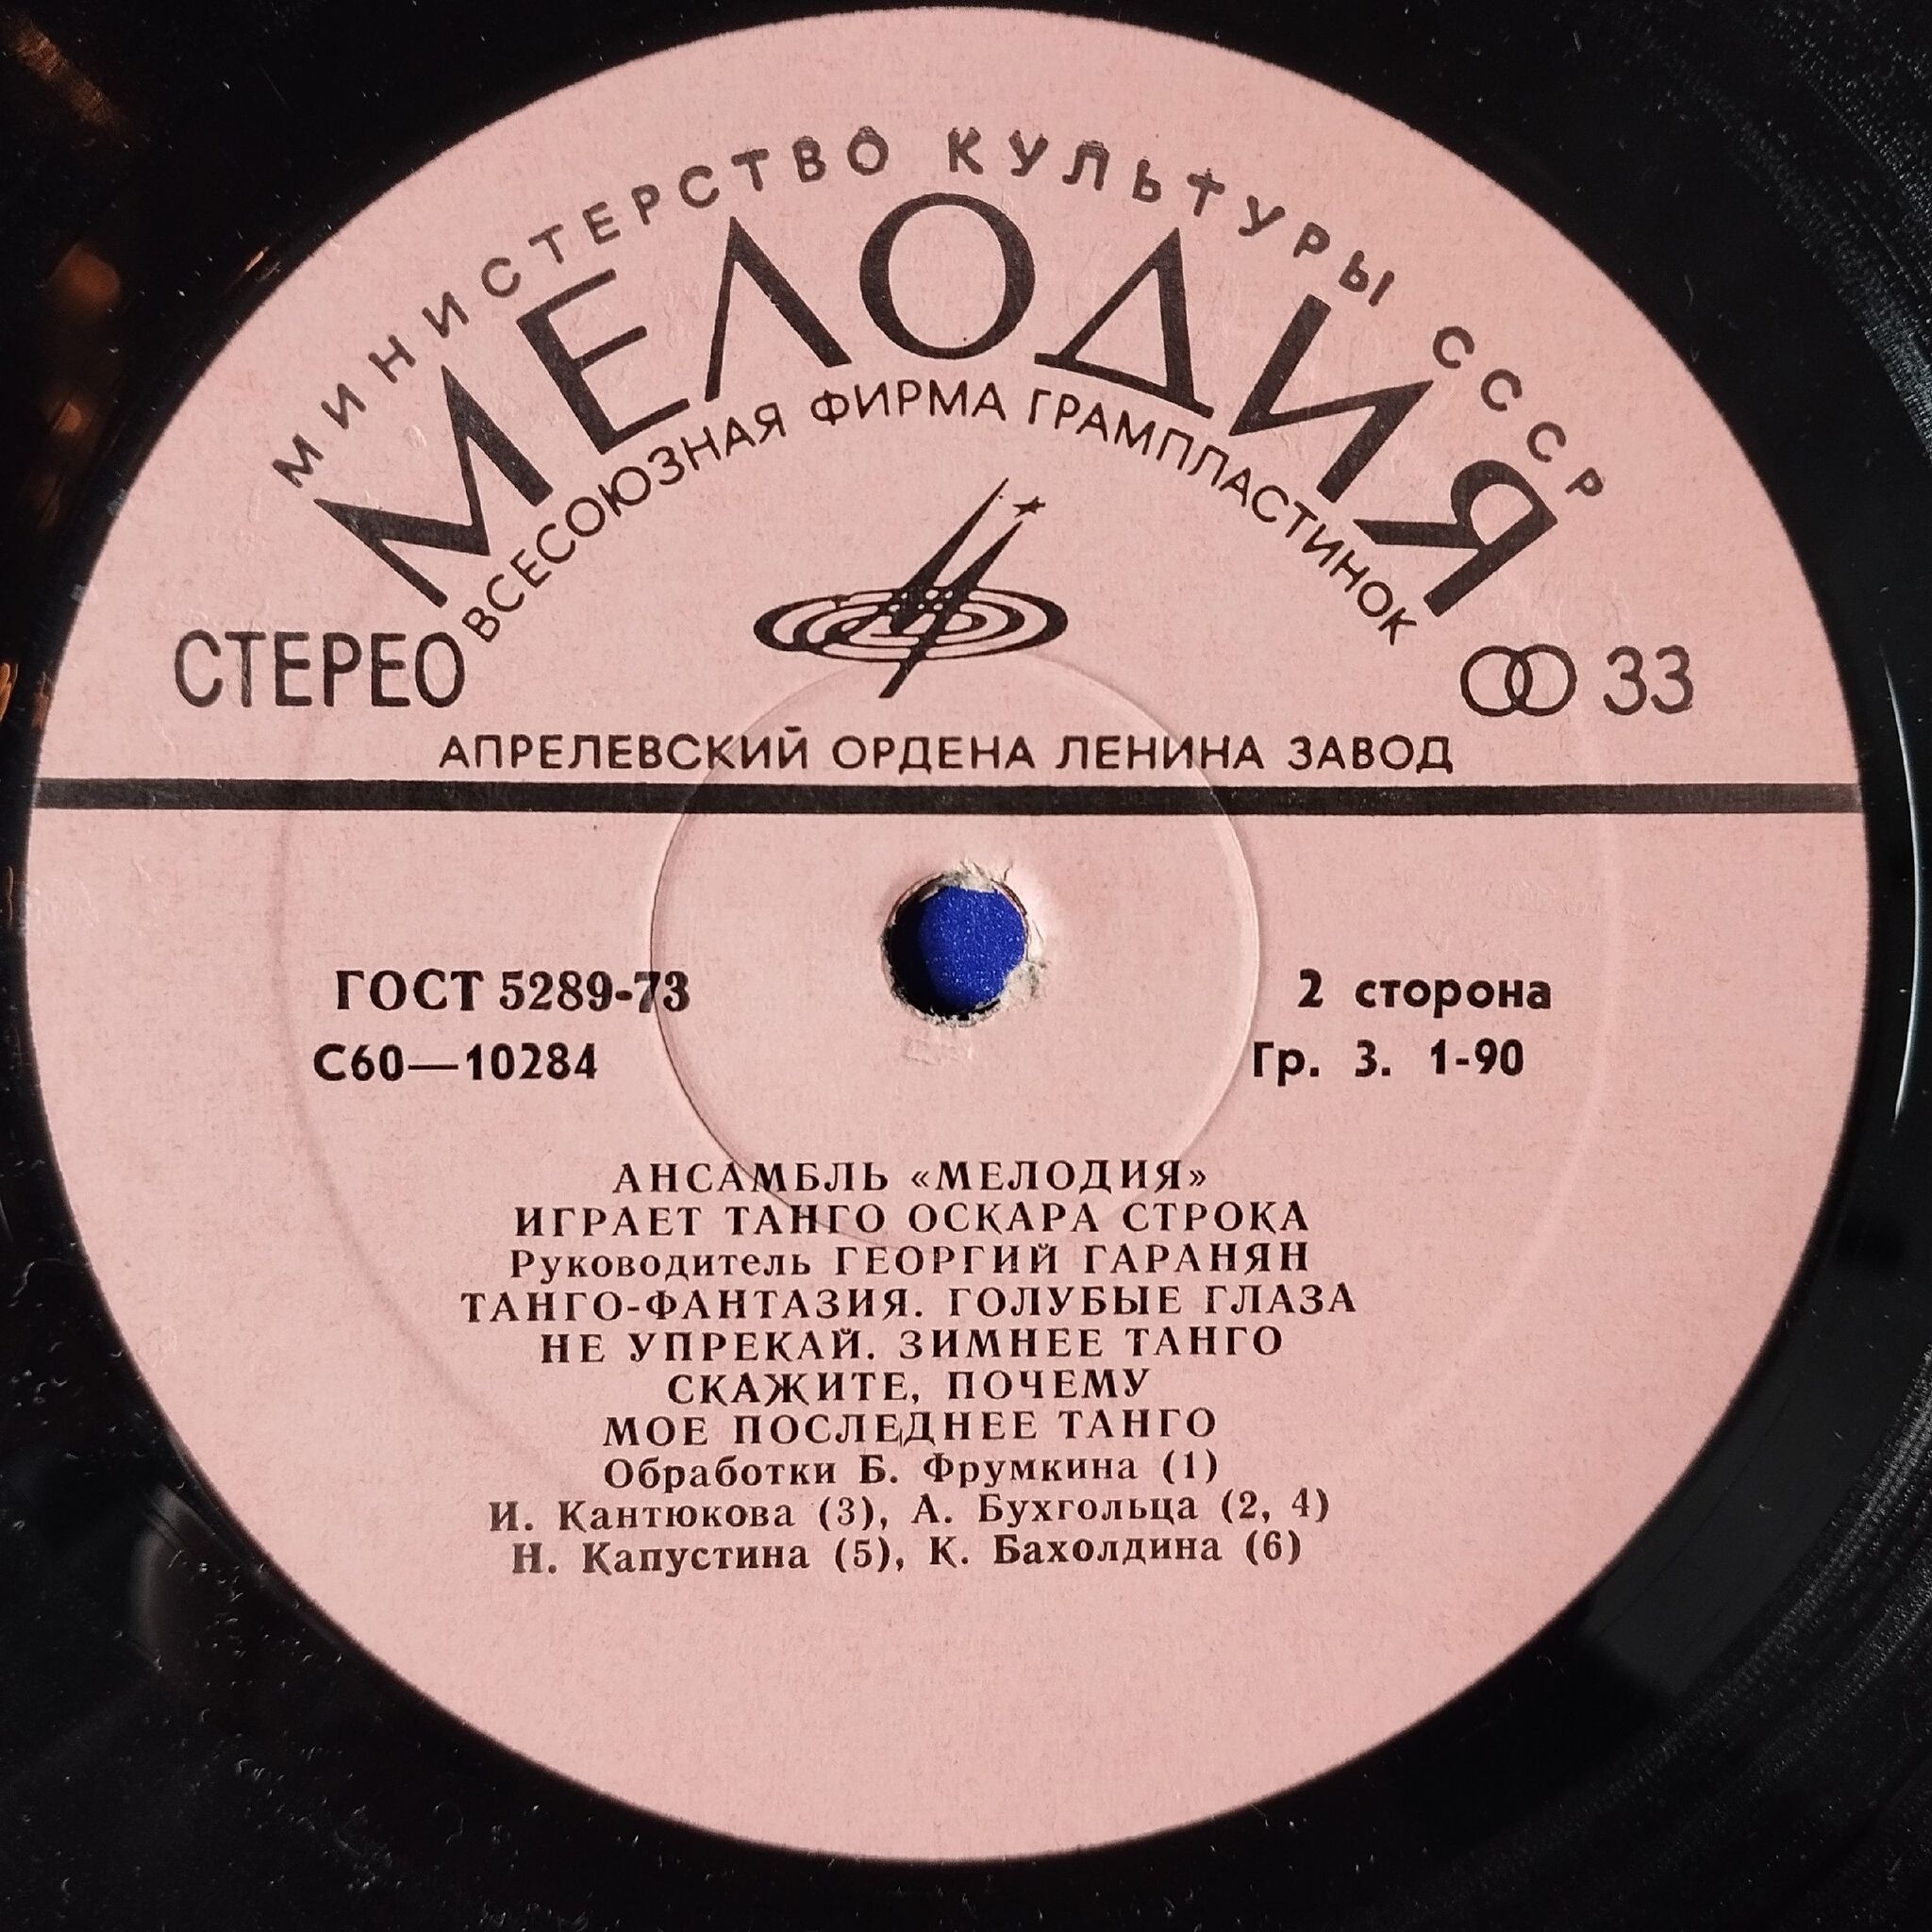 МИНИСТЕРСТВО КУЛЬТУРЫ СССР
МЕЛОДИЯ
ВСЕСОЮЗНАЯ ФИРМА ГРАМПЛАСТИНОК
СТЕРЕО
33
АПРЕЛЕВСКИЙ ОРДЕНА ЛЕНИНА ЗАВОД
ГОСТ 5289-73
2 сторона
С60—10284
Гр. 3. 1-90
АНСАМБЛЬ «МЕЛОДИЯ»
ИГРАЕТ ТАНГО ОСКАРА СТРОКА
Руководитель ГЕОРГИЙ ГАРАНЯН
ТАНГО-ФАНТАЗИЯ. ГОЛУБЫЕ ГЛАЗА
НЕ УПРЕКАЙ. ЗИМНЕЕ ТАНГО
СКАЖИТЕ, ПОЧЕМУ
МОЕ ПОСЛЕДНЕЕ ТАНГО
Обработки Б. Фрумкина (1)
И. Кантюкова (3), А. Бухгольца (2, 4)
Н. Капустина (5), К. Бахолдина (6)